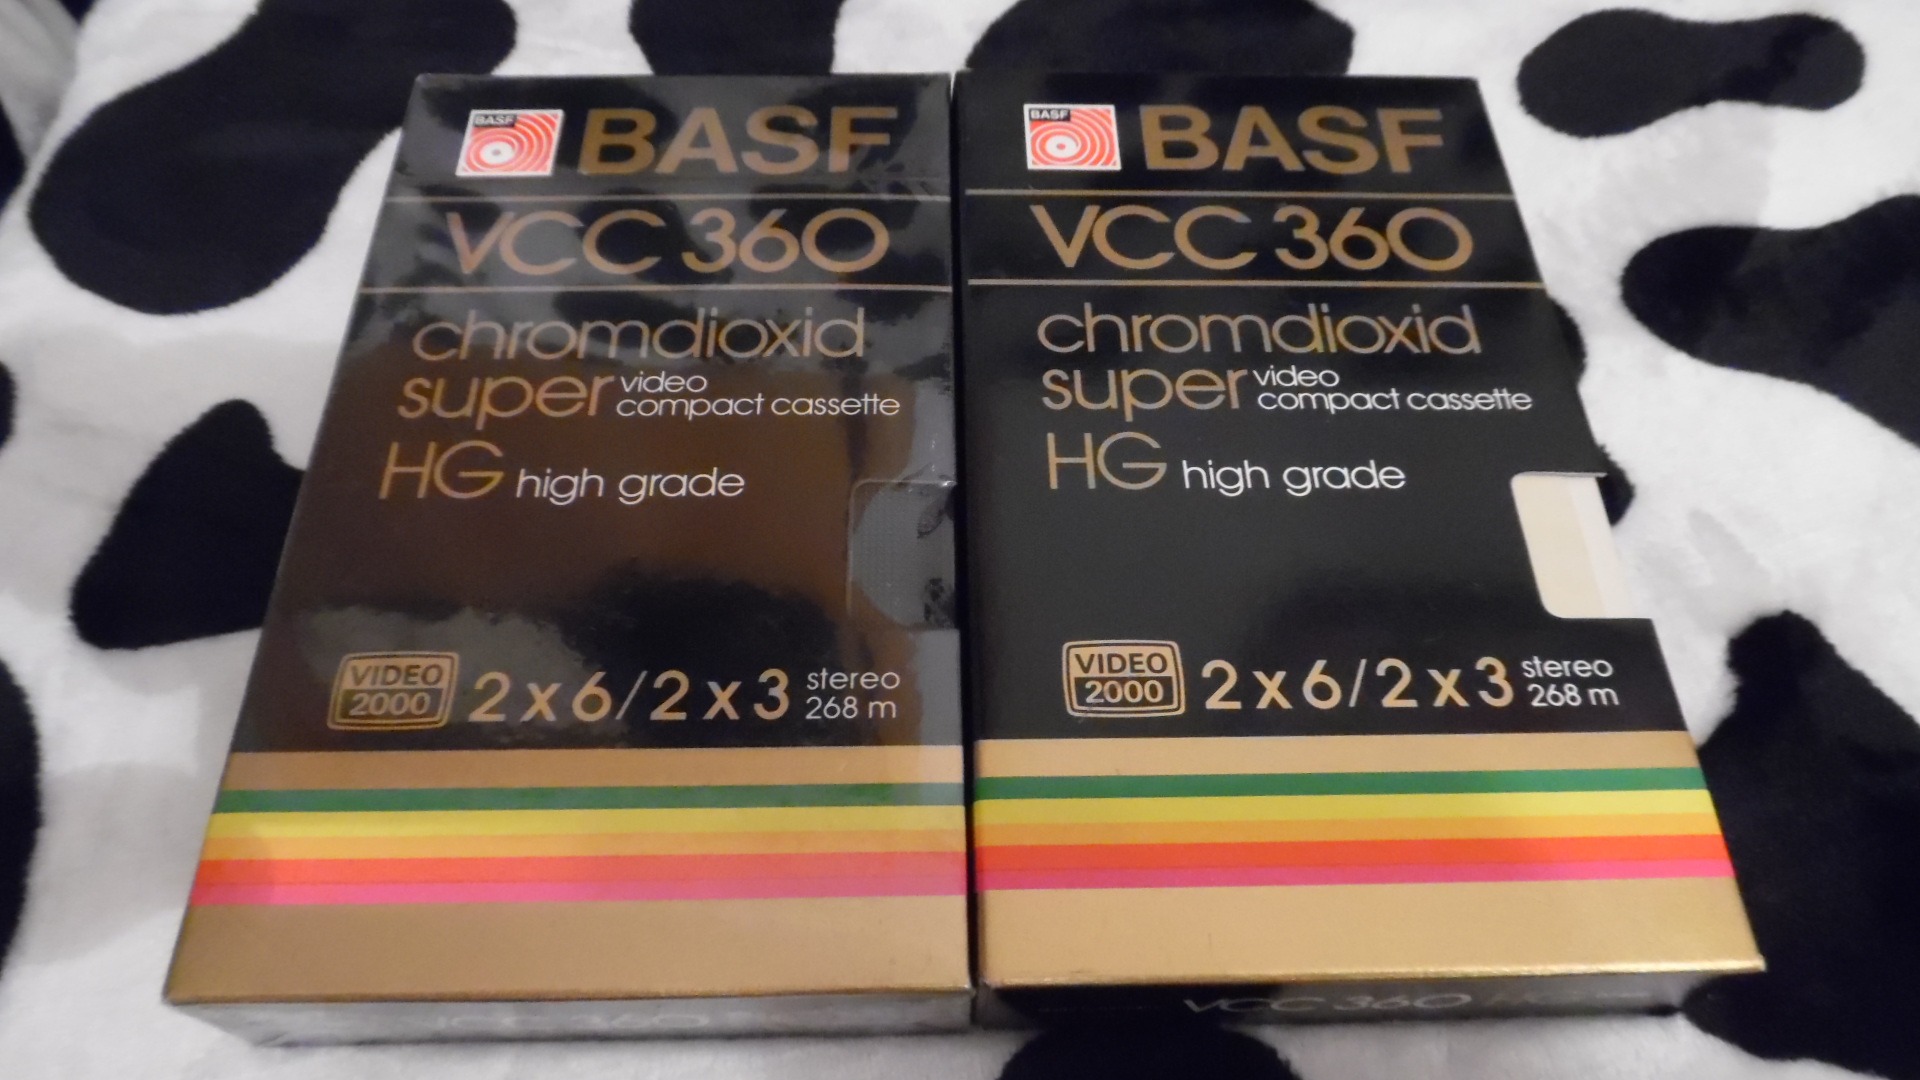 BASF
BASF
VCC 360
chromdioxid
super video
compact cassette
HG high grade
VIDEO
2000
2 x 6 / 2 x 3 stereo
268 m
VCC 360
BASF
BASF
VCC 360
chromdioxid
super video
compact cassette
HG high grade
VIDEO
2000
2 x 6 / 2 x 3 stereo
268 m
VCC 360